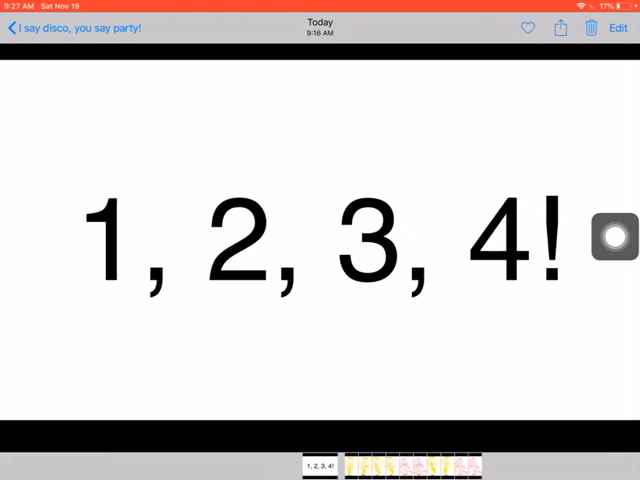 9:27 AM Sat Nov 19
17%
I say disco, you say party!
Today
9:16 AM
Edit
1, 2, 3, 4!
1, 2, 3, 4!